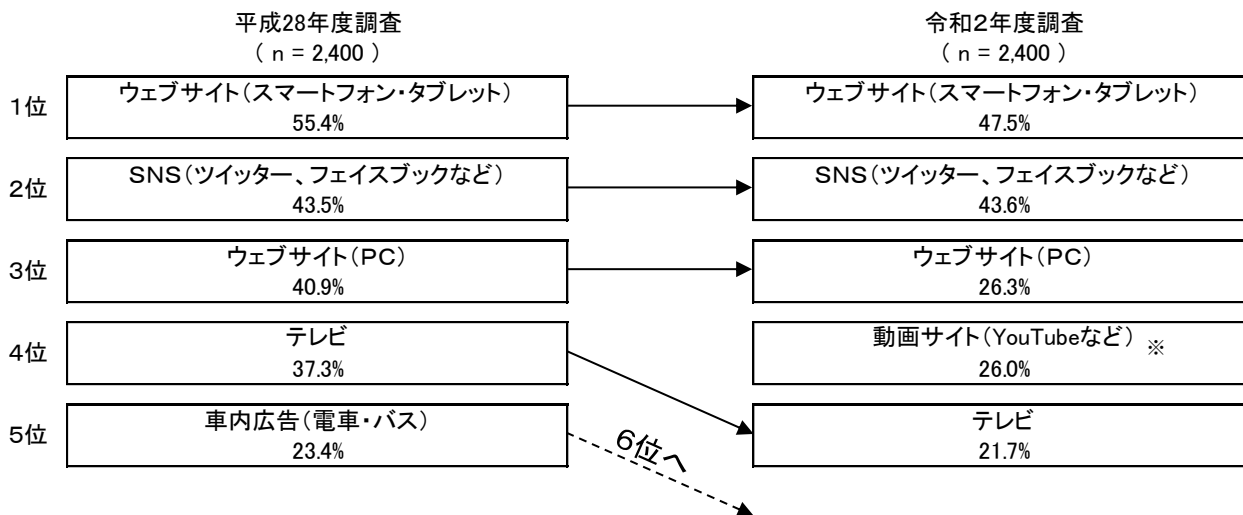 平成28年度調査
( n = 2,400 )
令和2年度調査
( n = 2,400 )
1位
ウェブサイト(スマートフォン・タブレット)
55.4%
ウェブサイト(スマートフォン・タブレット)
47.5%
2位
SNS(ツイッター、フェイスブックなど)
43.5%
SNS(ツイッター、フェイスブックなど)
43.6%
3位
ウェブサイト(PC)
40.9%
ウェブサイト(PC)
26.3%
4位
テレビ
37.3%
動画サイト(YouTubeなど) ※
26.0%
5位
車内広告(電車・バス)
23.4%
テレビ
21.7%
6位へ